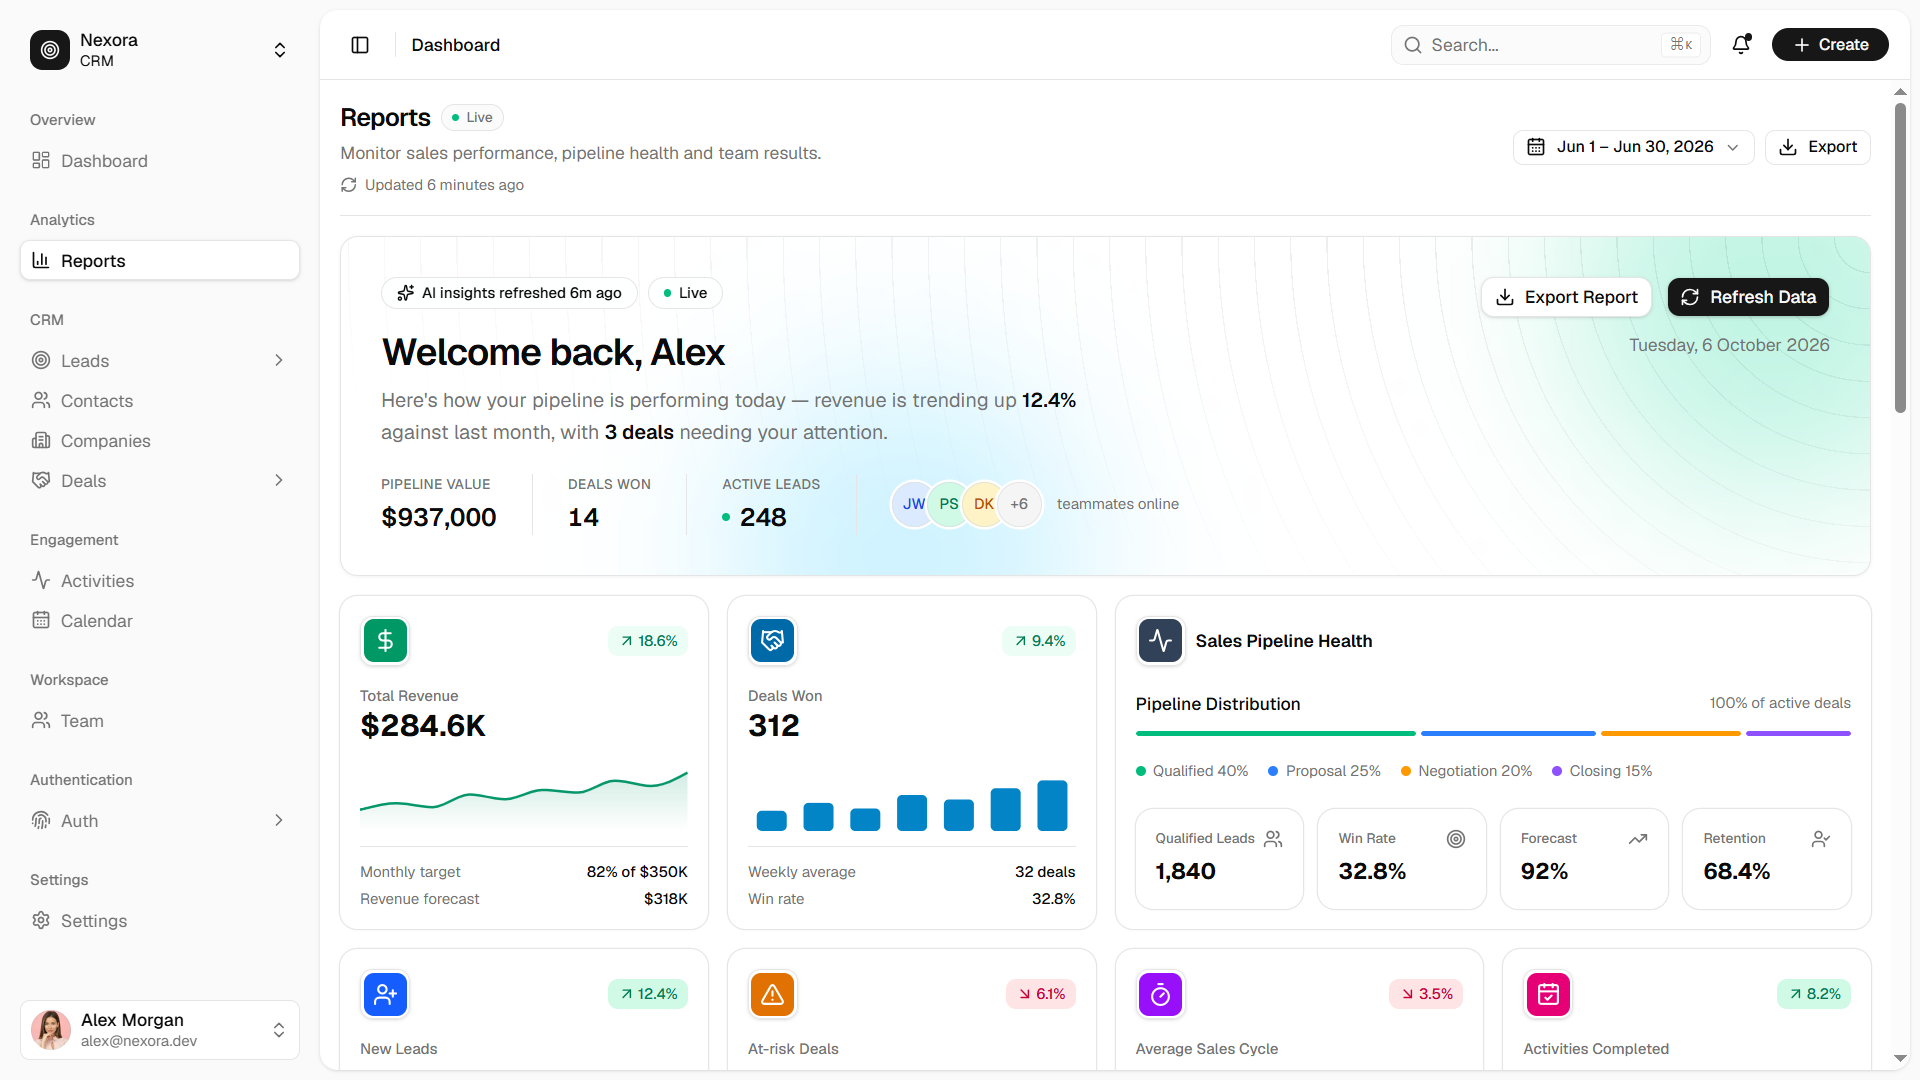 Nexora
CRM
Overview
Dashboard
Analytics
Reports
CRM
Leads
Contacts
Companies
Deals
Engagement
Activities
Calendar
Workspace
Team
Authentication
Auth
Settings
Settings
Alex Morgan
alex@nexora.dev
Dashboard
Search...
⌘K
Create
Reports
Live
Monitor sales performance, pipeline health and team results.
Updated 6 minutes ago
Jun 1 – Jun 30, 2026
Export
AI insights refreshed 6m ago
Live
Export Report
Refresh Data
Tuesday, 6 October 2026
Welcome back, Alex
Here's how your pipeline is performing today — revenue is trending up 12.4%
against last month, with 3 deals needing your attention.
PIPELINE VALUE
$937,000
DEALS WON
14
ACTIVE LEADS
248
JW
PS
DK
+6
teammates online
18.6%
Total Revenue
$284.6K
Monthly target
82% of $350K
Revenue forecast
$318K
9.4%
Deals Won
312
Weekly average
32 deals
Win rate
32.8%
Sales Pipeline Health
Pipeline Distribution
100% of active deals
Qualified 40%
Proposal 25%
Negotiation 20%
Closing 15%
Qualified Leads
1,840
Win Rate
32.8%
Forecast
92%
Retention
68.4%
12.4%
New Leads
6.1%
At-risk Deals
3.5%
Average Sales Cycle
8.2%
Activities Completed